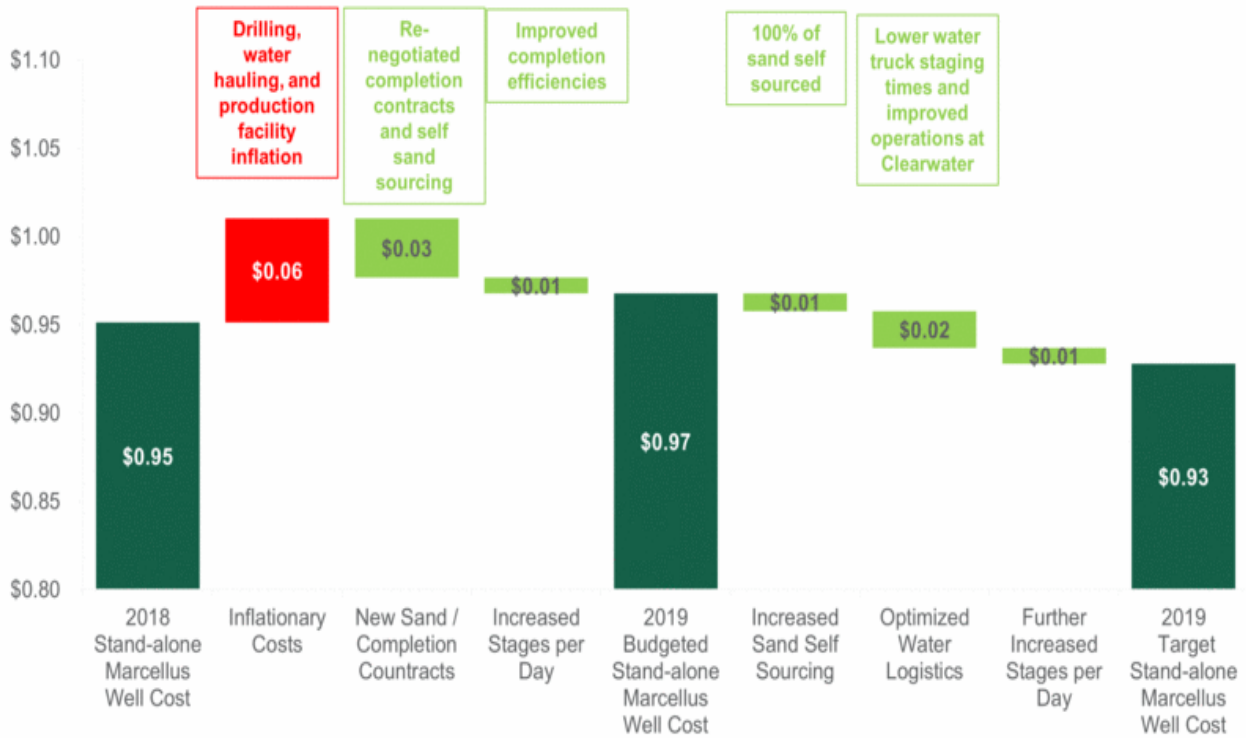 Drilling,
water
hauling, and
production
facility
inflation
Re-
negotiated
completion
contracts
and self
sand
sourcing
Improved
completion
efficiencies
100% of
sand self
sourced
Lower water
truck staging
times and
improved
operations at
Clearwater
$1.10
$1.05
$1.00
$0.95
$0.90
$0.85
$0.80
$0.95
$0.06
$0.03
$0.01
$0.97
$0.01
$0.02
$0.01
$0.93
2018
Stand-alone
Marcellus
Well Cost
Inflationary
Costs
New Sand /
Completion
Countracts
Increased
Stages per
Day
2019
Budgeted
Stand-alone
Marcellus
Well Cost
Increased
Sand Self
Sourcing
Optimized
Water
Logistics
Further
Increased
Stages per
Day
2019
Target
Stand-alone
Marcellus
Well Cost